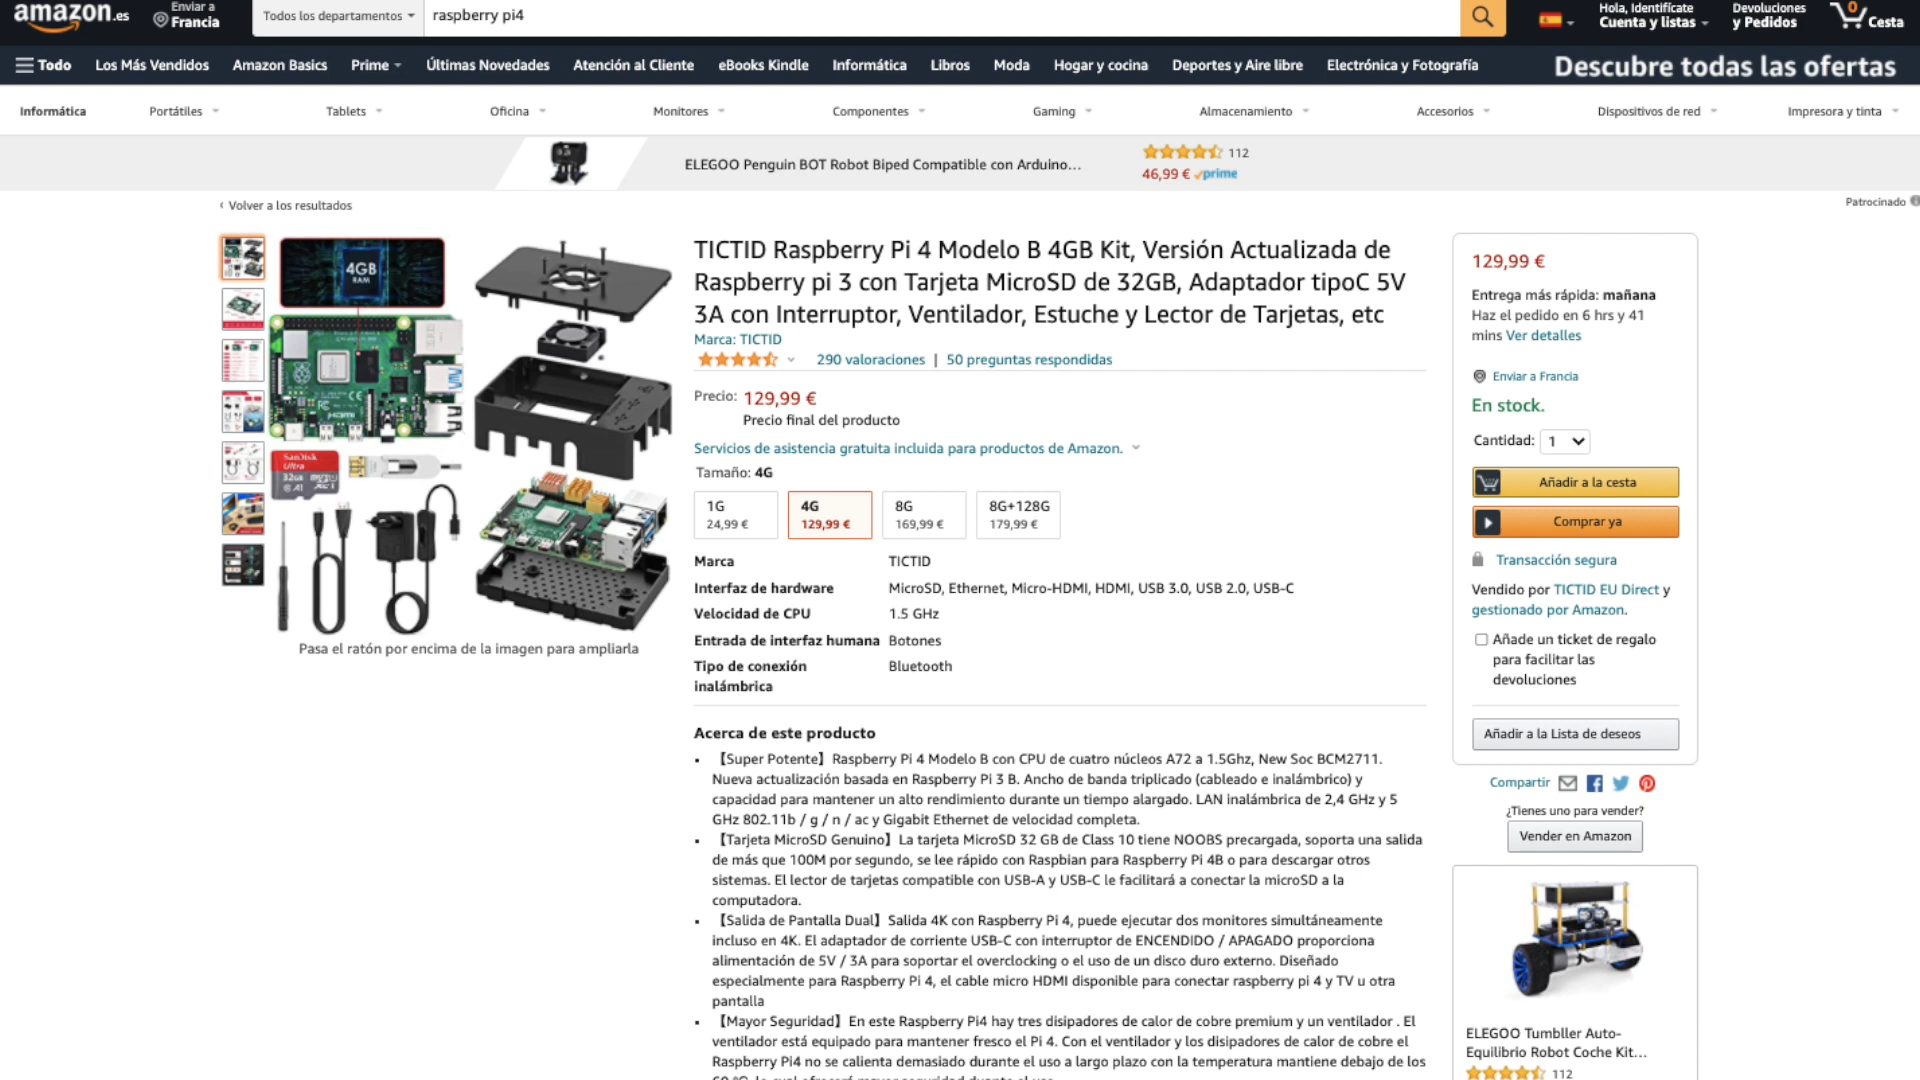 amazon.es
Enviar a
Francia
Todos los departamentos
raspberry pi4
Hola, Identifícate
Cuenta y listas
Devoluciones
y Pedidos
0
Cesta
Todo
Los Más Vendidos
Amazon Basics
Prime
Últimas Novedades
Atención al Cliente
eBooks Kindle
Informática
Libros
Moda
Hogar y cocina
Deportes y Aire libre
Electrónica y Fotografía
Descubre todas las ofertas
Informática
Portátiles
Tablets
Oficina
Monitores
Componentes
Gaming
Almacenamiento
Accesorios
Dispositivos de red
Impresora y tinta
ELEGOO Penguin BOT Robot Biped Compatible con Arduino…
112
46,99 € prime
Patrocinado
‹ Volver a los resultados
4GB
RAM
HDMI
SanDisk
Ultra
32GB
A1
Pasa el ratón por encima de la imagen para ampliarla
TICTID Raspberry Pi 4 Modelo B 4GB Kit, Versión Actualizada de
Raspberry pi 3 con Tarjeta MicroSD de 32GB, Adaptador tipoC 5V
3A con Interruptor, Ventilador, Estuche y Lector de Tarjetas, etc
Marca: TICTID
290 valoraciones | 50 preguntas respondidas
Precio: 129,99 €
Precio final del producto
Servicios de asistencia gratuita incluida para productos de Amazon.
Tamaño: 4G
1G
24,99 €
4G
129,99 €
8G
169,99 €
8G+128G
179,99 €
Marca TICTID
Interfaz de hardware MicroSD, Ethernet, Micro-HDMI, HDMI, USB 3.0, USB 2.0, USB-C
Velocidad de CPU 1.5 GHz
Entrada de interfaz humana Botones
Tipo de conexión Bluetooth
inalámbrica
Acerca de este producto
【Super Potente】Raspberry Pi 4 Modelo B con CPU de cuatro núcleos A72 a 1.5Ghz, New Soc BCM2711.
Nueva actualización basada en Raspberry Pi 3 B. Ancho de banda triplicado (cableado e inalámbrico) y
capacidad para mantener un alto rendimiento durante un tiempo alargado. LAN inalámbrica de 2,4 GHz y 5
GHz 802.11b / g / n / ac y Gigabit Ethernet de velocidad completa.
【Tarjeta MicroSD Genuino】La tarjeta MicroSD 32 GB de Class 10 tiene NOOBS precargada, soporta una salida
de más que 100M por segundo, se lee rápido con Raspbian para Raspberry Pi 4B o para descargar otros
sistemas. El lector de tarjetas compatible con USB-A y USB-C le facilitará a conectar la microSD a la
computadora.
【Salida de Pantalla Dual】Salida 4K con Raspberry Pi 4, puede ejecutar dos monitores simultáneamente
incluso en 4K. El adaptador de corriente USB-C con interruptor de ENCENDIDO / APAGADO proporciona
alimentación de 5V / 3A para soportar el overclocking o el uso de un disco duro externo. Diseñado
especialmente para Raspberry Pi 4, el cable micro HDMI disponible para conectar raspberry pi 4 y TV u otra
pantalla
【Mayor Seguridad】En este Raspberry Pi4 hay tres disipadores de calor de cobre premium y un ventilador . El
ventilador está equipado para mantener fresco el Pi 4. Con el ventilador y los disipadores de calor de cobre el
Raspberry Pi4 no se calienta demasiado durante el uso a largo plazo con la temperatura mantiene debajo de los
129,99 €
Entrega más rápida: mañana
Haz el pedido en 6 hrs y 41
mins Ver detalles
Enviar a Francia
En stock.
Cantidad: 1
Añadir a la cesta
Comprar ya
Transacción segura
Vendido por TICTID EU Direct y
gestionado por Amazon.
Añade un ticket de regalo
para facilitar las
devoluciones
Añadir a la Lista de deseos
Compartir
¿Tienes uno para vender?
Vender en Amazon
ELEGOO Tumbller Auto-
Equilibrio Robot Coche Kit…
112